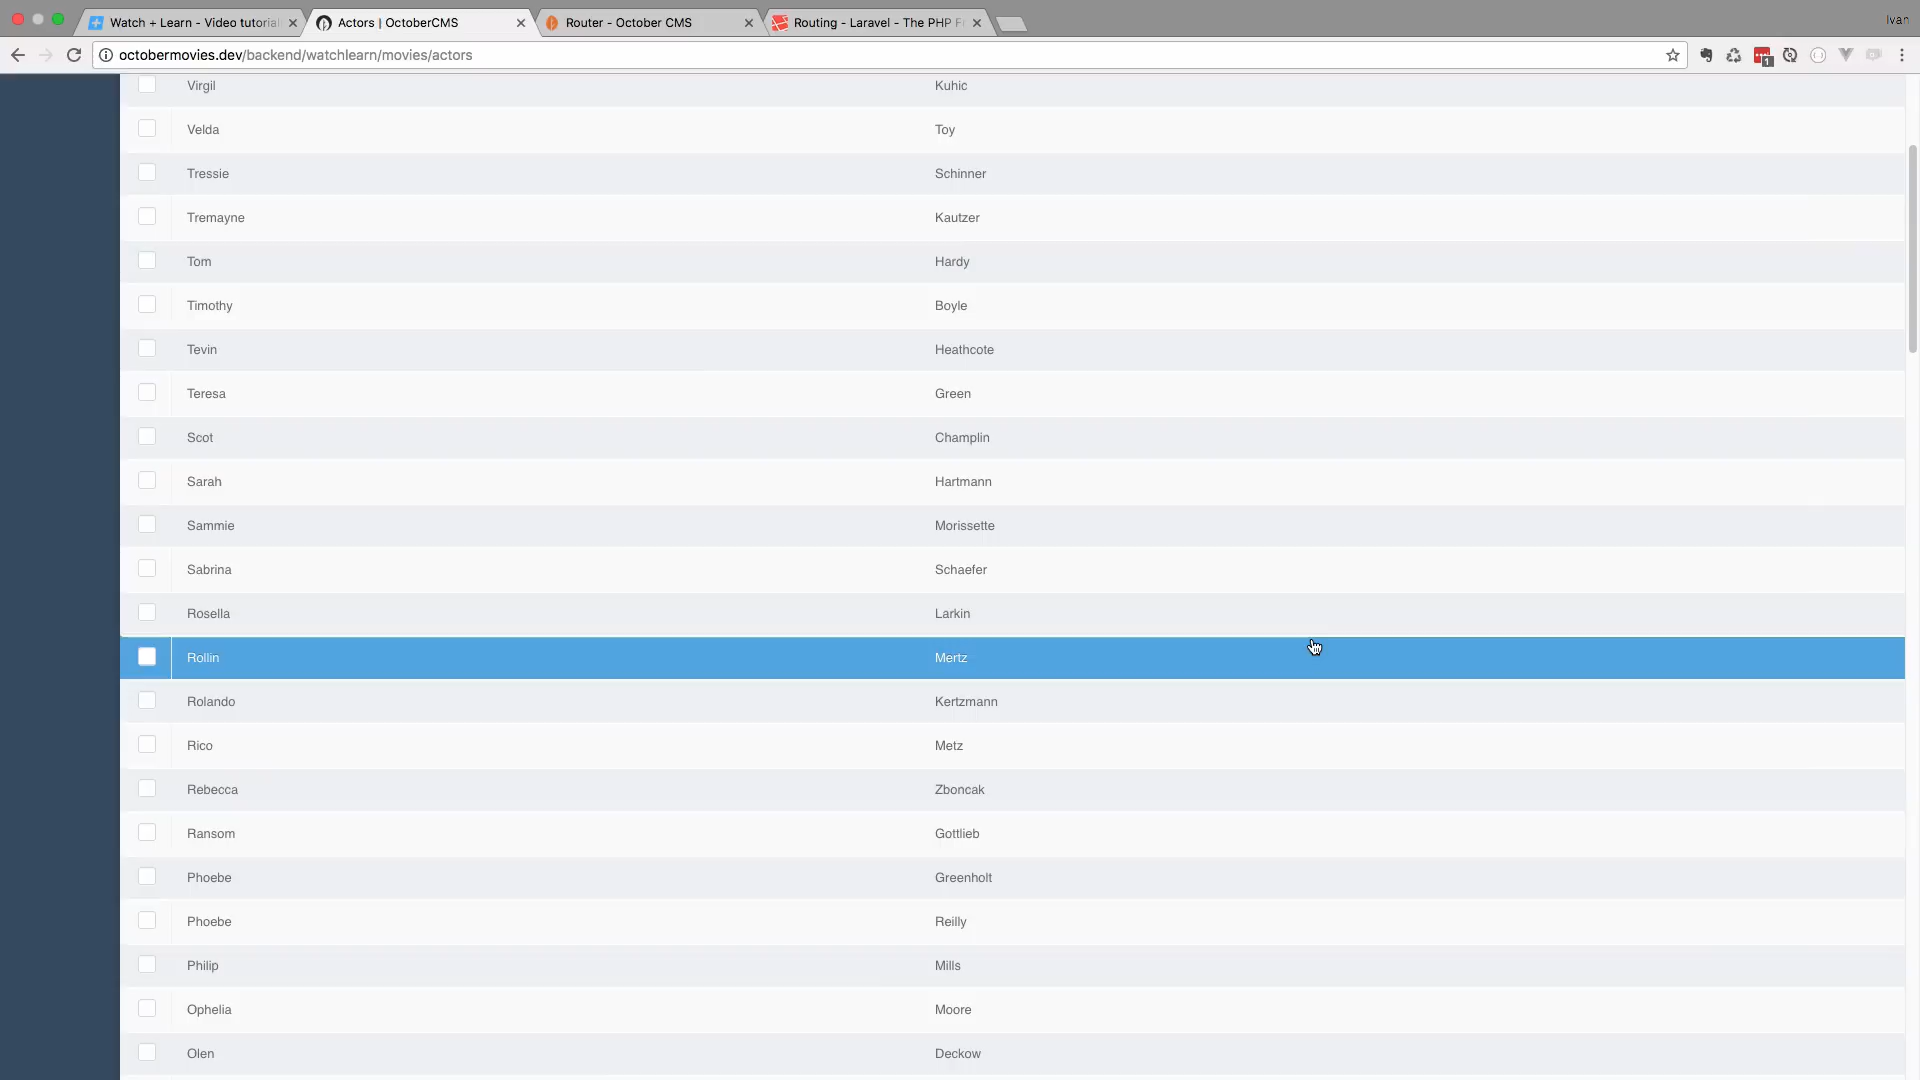 Watch + Learn - Video tutorial
Actors | OctoberCMS
Router - October CMS
Routing - Laravel - The PHP F
Ivan
octobermovies.dev/backend/watchlearn/movies/actors
1
Virgil Kuhic
Velda Toy
Tressie Schinner
Tremayne Kautzer
Tom Hardy
Timothy Boyle
Tevin Heathcote
Teresa Green
Scot Champlin
Sarah Hartmann
Sammie Morissette
Sabrina Schaefer
Rosella Larkin
Rollin Mertz
Rolando Kertzmann
Rico Metz
Rebecca Zboncak
Ransom Gottlieb
Phoebe Greenholt
Phoebe Reilly
Philip Mills
Ophelia Moore
Olen Deckow